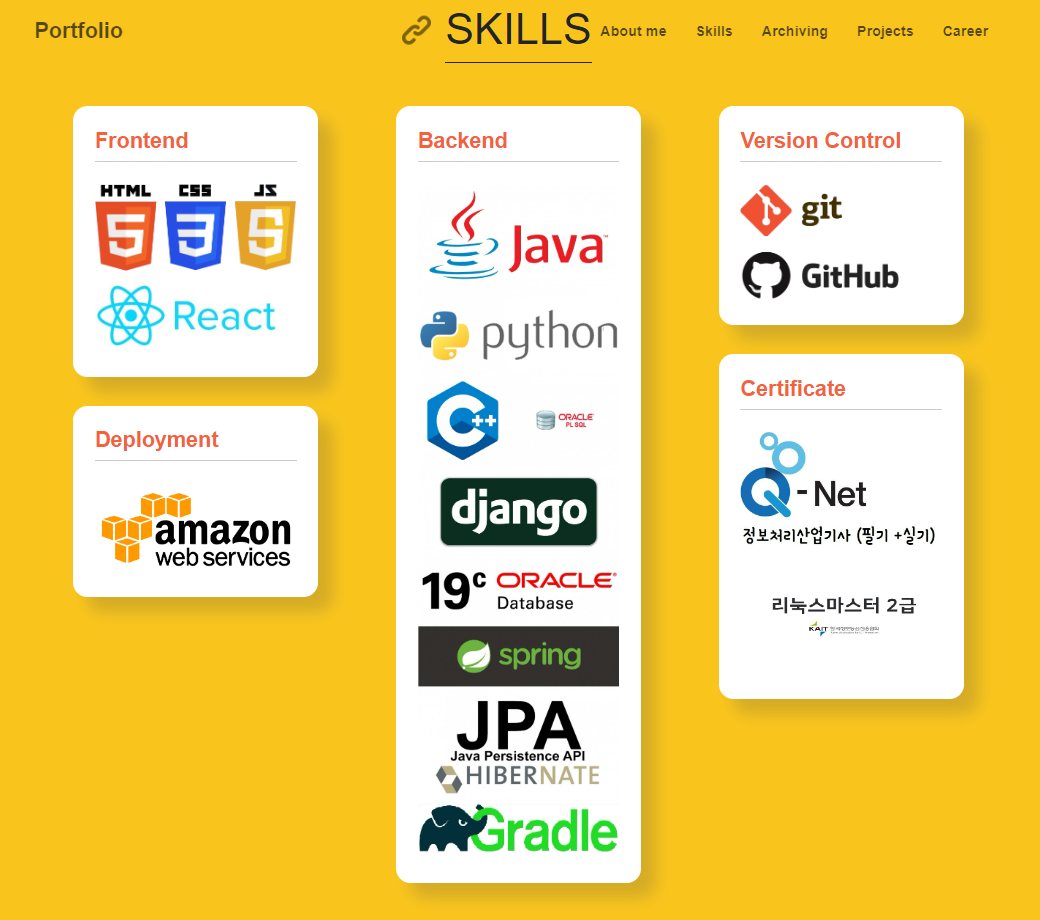 Portfolio
SKILLS
About me
Skills
Archiving
Projects
Career
Frontend
HTML
CSS
JS
5
3
React
Deployment
amazon
web services
Backend
Java™
python
C++
ORACLE
PL SQL
django
19c ORACLE®
Database
spring
JPA
Java Persistence API
HIBERNATE
Gradle
Version Control
git
GitHub
Certificate
Q-Net
정보처리산업기사 (필기 +실기)
리눅스마스터 2급
KAIT